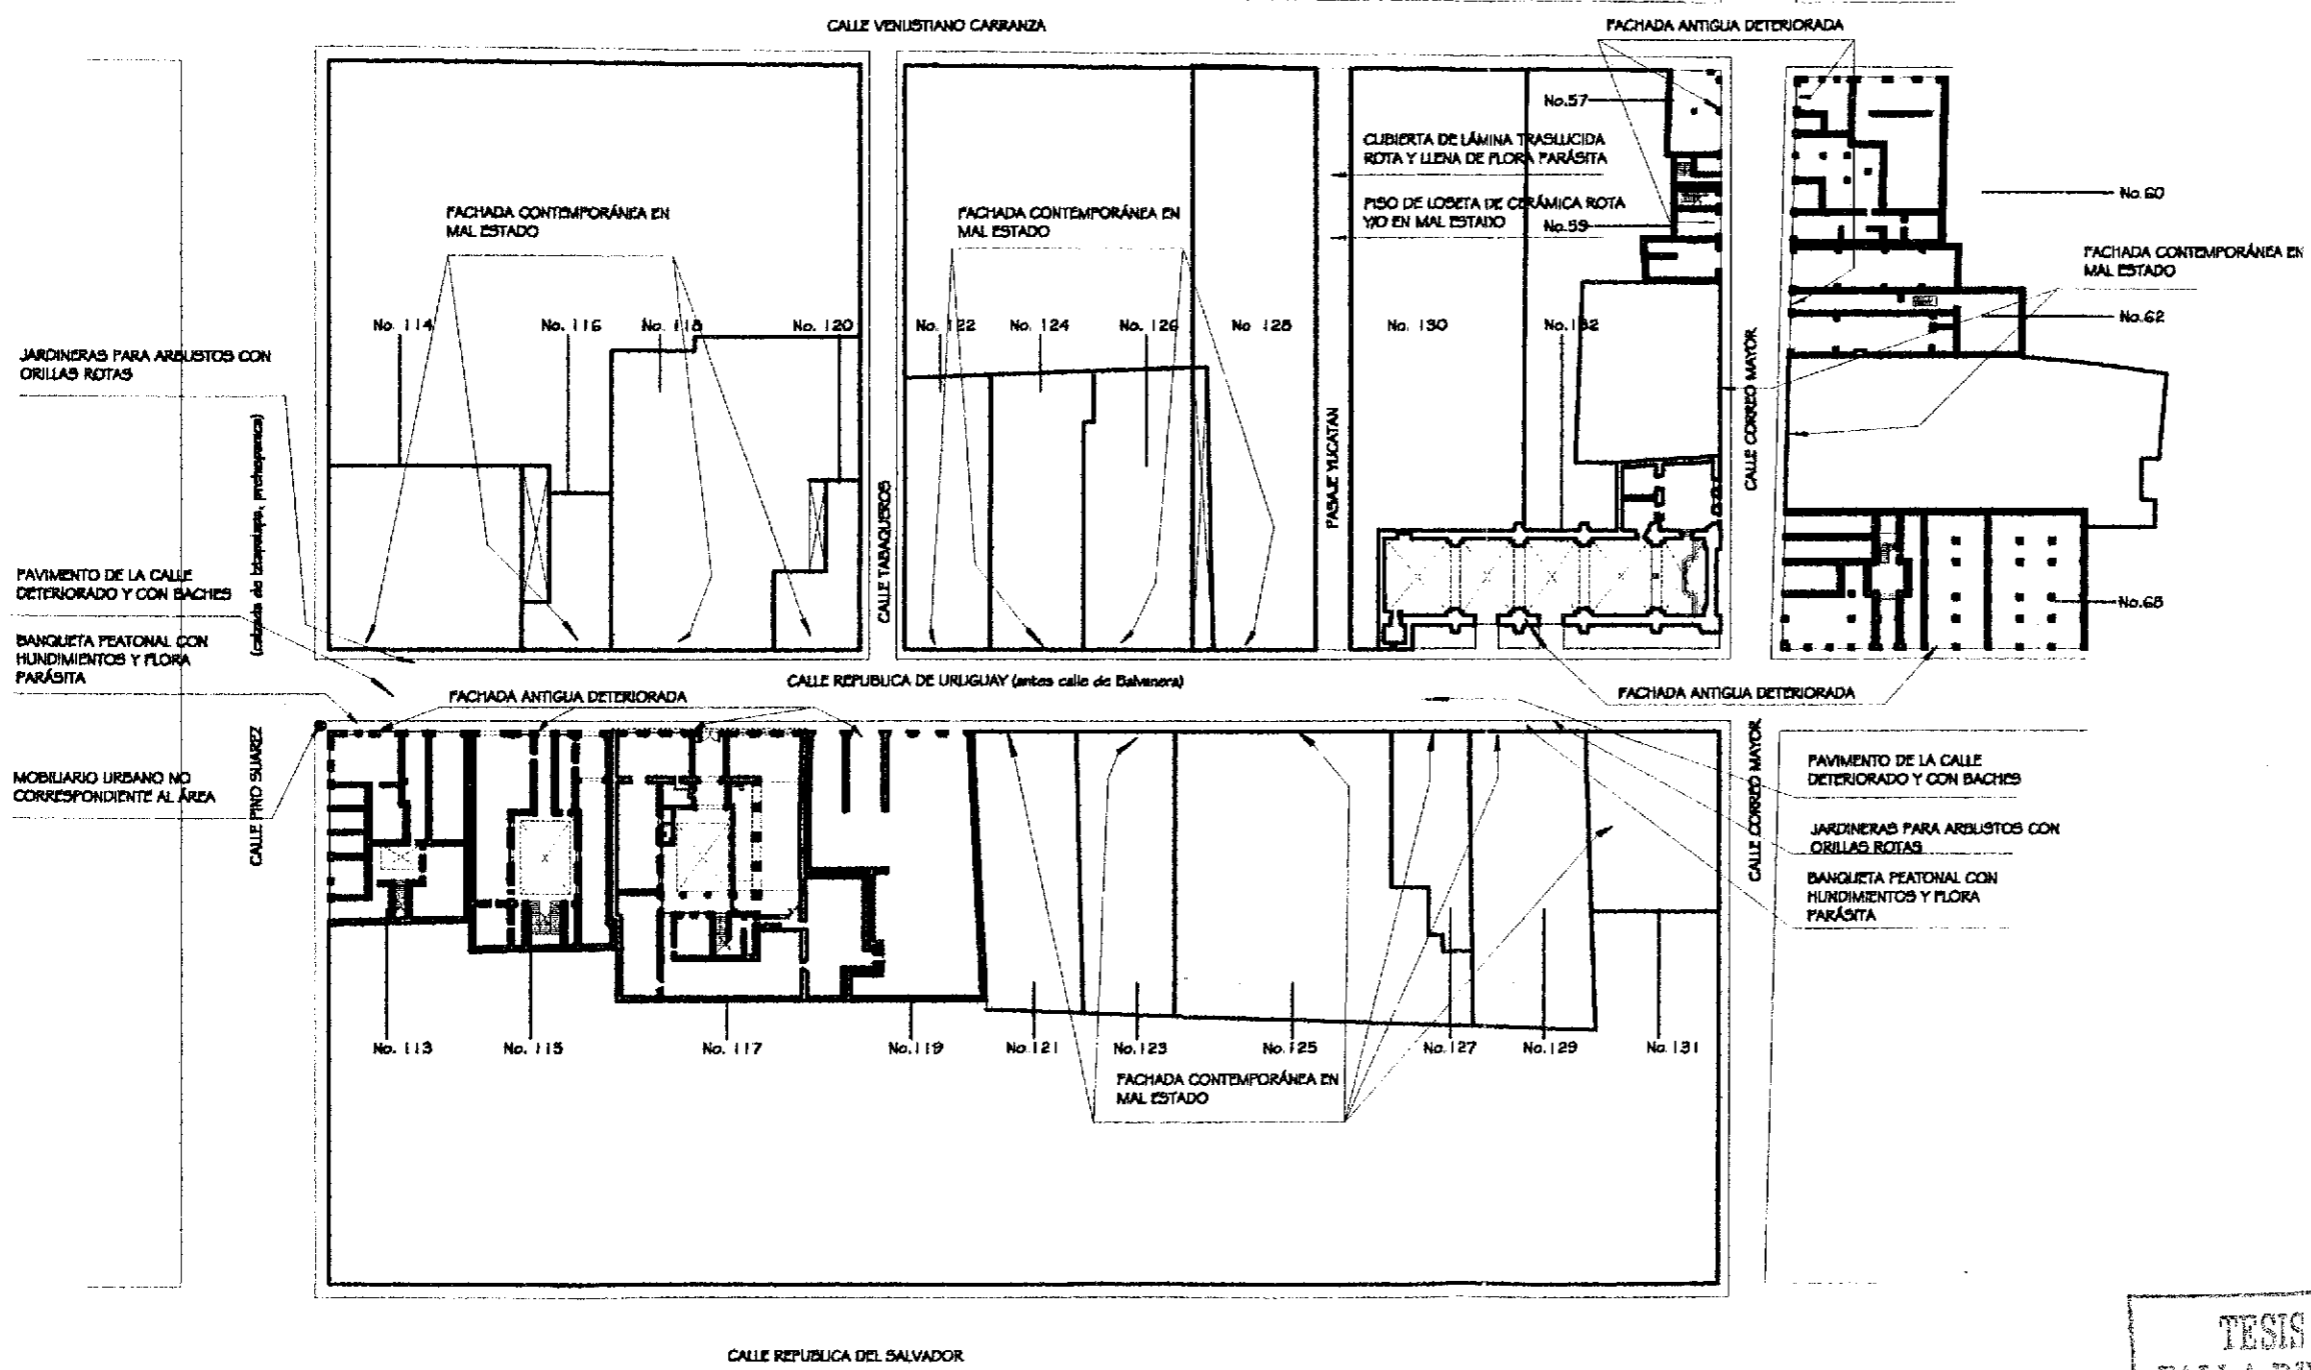 CALLE VENUSTIANO CARRANZA
FACHADA ANTIGUA DETERIORADA
No.57
CUBIERTA DE LÁMINA TRASLUCIDA
ROTA Y LLENA DE FLORA PARÁSITA
PISO DE LOSETA DE CERÁMICA ROTA
Y/O EN MAL ESTADO
No.59
No.60
FACHADA CONTEMPORÁNEA EN
MAL ESTADO
FACHADA CONTEMPORÁNEA EN
MAL ESTADO
FACHADA CONTEMPORÁNEA EN
MAL ESTADO
No. 114
No. 116
No. 118
No. 120
No. 122
No. 124
No. 126
No 128
No. 130
No. 132
No.62
JARDINERAS PARA ARBUSTOS CON
ORILLAS ROTAS
(calzada de Iztapalapa, prehispanica)
CALLE TABAQUEROS
PASAJE YUCATAN
CALLE CORREO MAYOR
PAVIMENTO DE LA CALLE
DETERIORADO Y CON BACHES
No.68
BANQUETA PEATONAL CON
HUNDIMIENTOS Y FLORA
PARÁSITA
CALLE REPUBLICA DE URUGUAY (antes calle de Balvanera)
FACHADA ANTIGUA DETERIORADA
FACHADA ANTIGUA DETERIORADA
CALLE PINO SUAREZ
MOBILIARIO URBANO NO
CORRESPONDIENTE AL ÁREA
CALLE CORREO MAYOR
PAVIMENTO DE LA CALLE
DETERIORADO Y CON BACHES
JARDINERAS PARA ARBUSTOS CON
ORILLAS ROTAS
BANQUETA PEATONAL CON
HUNDIMIENTOS Y FLORA
PARÁSITA
No. 113
No. 115
No. 117
No.119
No.121
No.123
No.125
No.127
No.129
No.131
FACHADA CONTEMPORÁNEA EN
MAL ESTADO
CALLE REPUBLICA DEL SALVADOR
TESIS